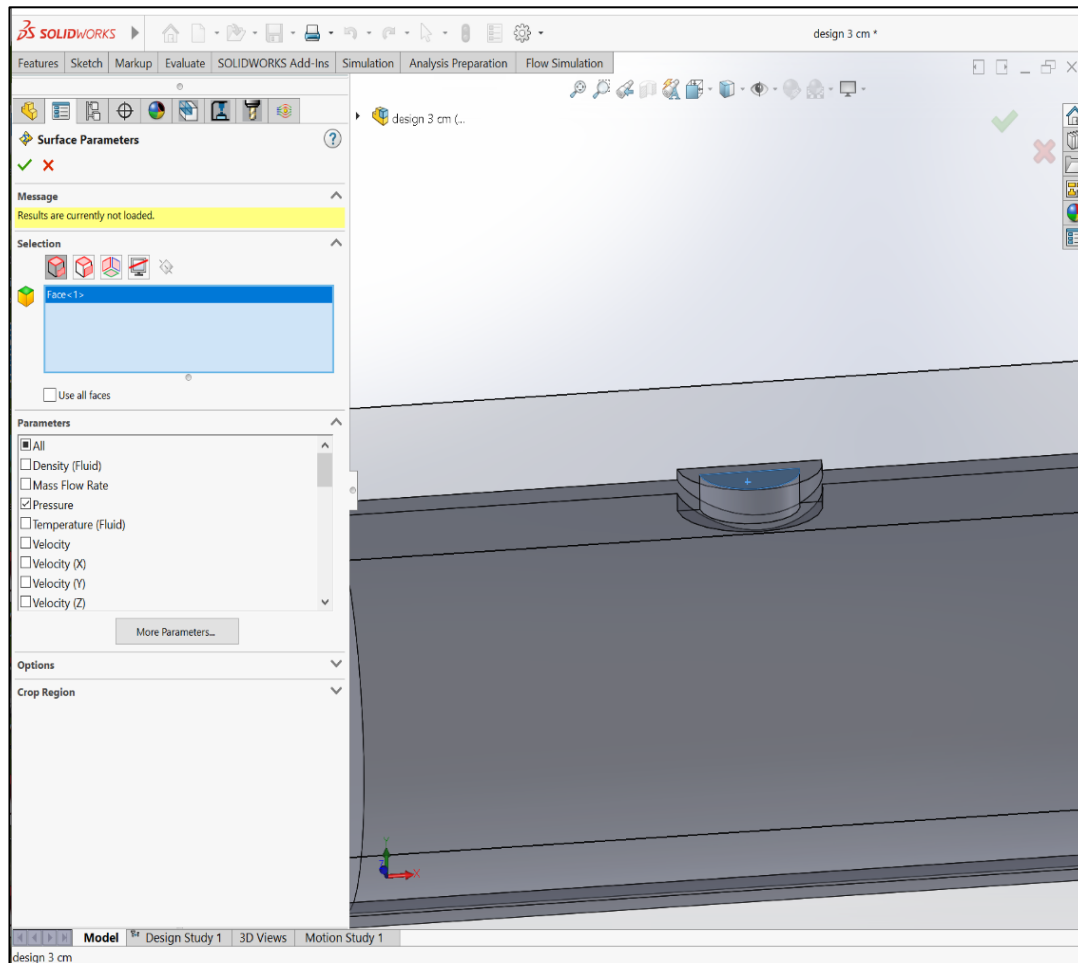 SOLIDWORKS
design 3 cm *
Features Sketch Markup Evaluate SOLIDWORKS Add-Ins Simulation Analysis Preparation Flow Simulation
design 3 cm (...
Surface Parameters
Message
Results are currently not loaded.
Selection
Face<1>
Use all faces
Parameters
All
Density (Fluid)
Mass Flow Rate
Pressure
Temperature (Fluid)
Velocity
Velocity (X)
Velocity (Y)
Velocity (Z)
More Parameters...
Options
Crop Region
Y
Z
X
Model Design Study 1 3D Views Motion Study 1
design 3 cm